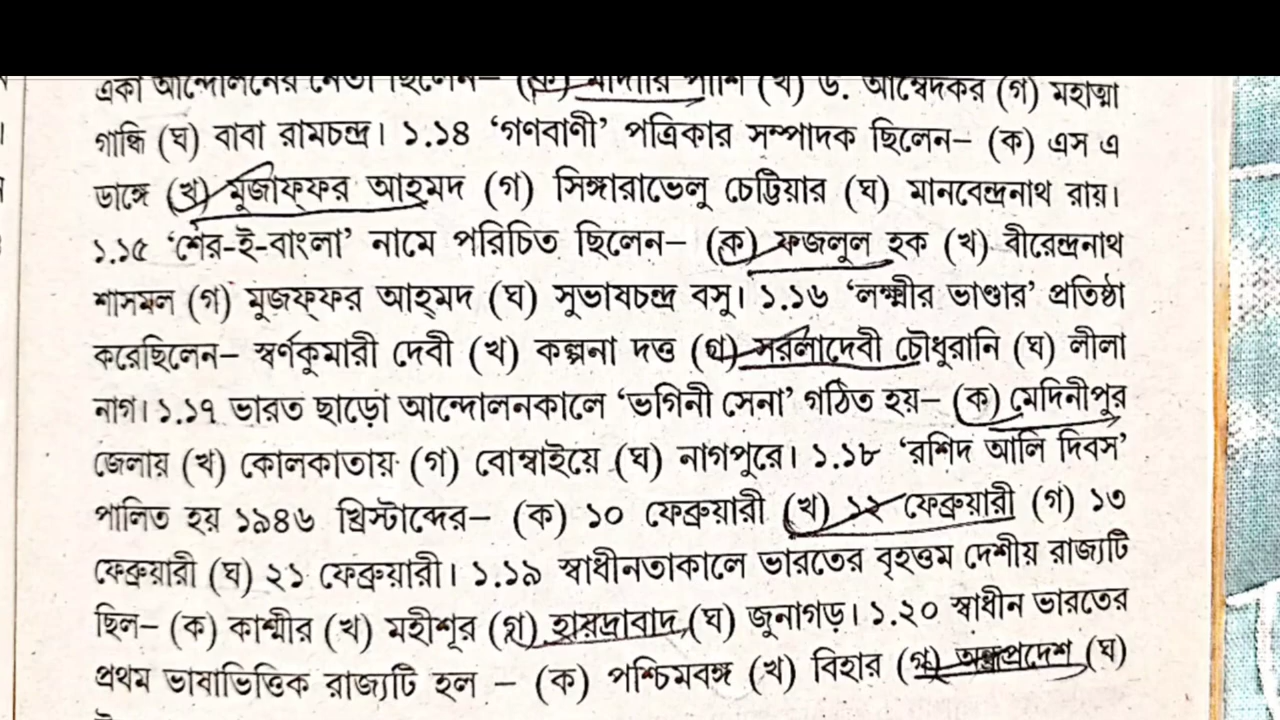 একা আন্দোলনের নেতা ছিলেন– (ক) মাদারি পাশি (খ) ড. আম্বেদকর (গ) মহাত্মা
গান্ধি (ঘ) বাবা রামচন্দ্র। ১.১৪ ‘গণবাণী’ পত্রিকার সম্পাদক ছিলেন– (ক) এস এ
ডাঙ্গে (খ) মুজাফ্ফর আহমদ (গ) সিঙ্গারাভেলু চেট্টিয়ার (ঘ) মানবেন্দ্রনাথ রায়।
১.১৫ ‘শের-ই-বাংলা’ নামে পরিচিত ছিলেন– (ক) ফজলুল হক (খ) বীরেন্দ্রনাথ
শাসমল (গ) মুজফ্ফর আহ্মদ (ঘ) সুভাষচন্দ্র বসু। ১.১৬ ‘লক্ষ্মীর ভাণ্ডার’ প্রতিষ্ঠা
করেছিলেন– স্বর্ণকুমারী দেবী (খ) কল্পনা দত্ত (গ) সরলাদেবী চৌধুরানি (ঘ) লীলা
নাগ। ১.১৭ ভারত ছাড়ো আন্দোলনকালে ‘ভগিনী সেনা’ গঠিত হয়– (ক) মেদিনীপুর
জেলায় (খ) কোলকাতায় (গ) বোম্বাইয়ে (ঘ) নাগপুরে। ১.১৮ ‘রশিদ আলি দিবস’
পালিত হয় ১৯৪৬ খ্রিস্টাব্দের– (ক) ১০ ফেব্রুয়ারী (খ) ১২ ফেব্রুয়ারী (গ) ১৩
ফেব্রুয়ারী (ঘ) ২১ ফেব্রুয়ারী। ১.১৯ স্বাধীনতাকালে ভারতের বৃহত্তম দেশীয় রাজ্যটি
ছিল– (ক) কাশ্মীর (খ) মহীশূর (গ) হায়দ্রাবাদ (ঘ) জুনাগড়। ১.২০ স্বাধীন ভারতের
প্রথম ভাষাভিত্তিক রাজ্যটি হল – (ক) পশ্চিমবঙ্গ (খ) বিহার (গ) অন্ধ্রপ্রদেশ (ঘ)